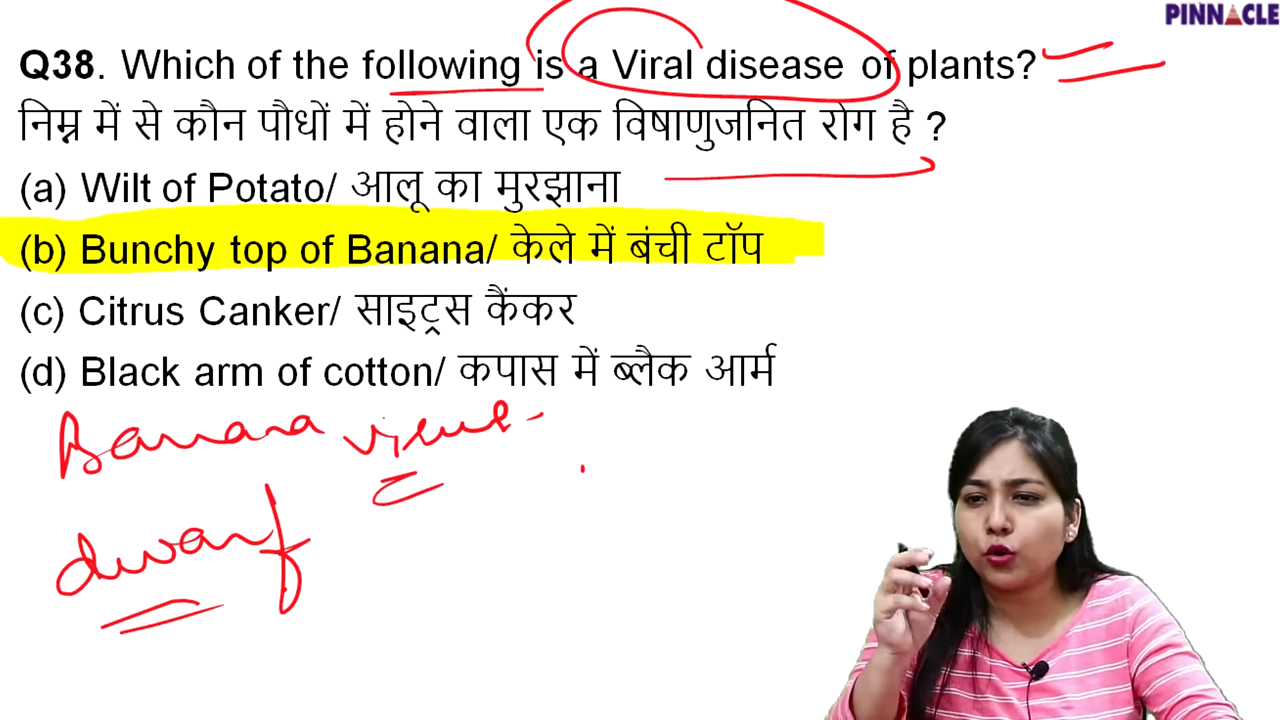 PINNACLE
Q38. Which of the following is a Viral disease of plants?
निम्न में से कौन पौधों में होने वाला एक विषाणुजनित रोग है ?
(a) Wilt of Potato/ आलू का मुरझाना
(b) Bunchy top of Banana/ केले में बंची टॉप
(c) Citrus Canker/ साइट्रस कैंकर
(d) Black arm of cotton/ कपास में ब्लैक आर्म
Banana
dwarf